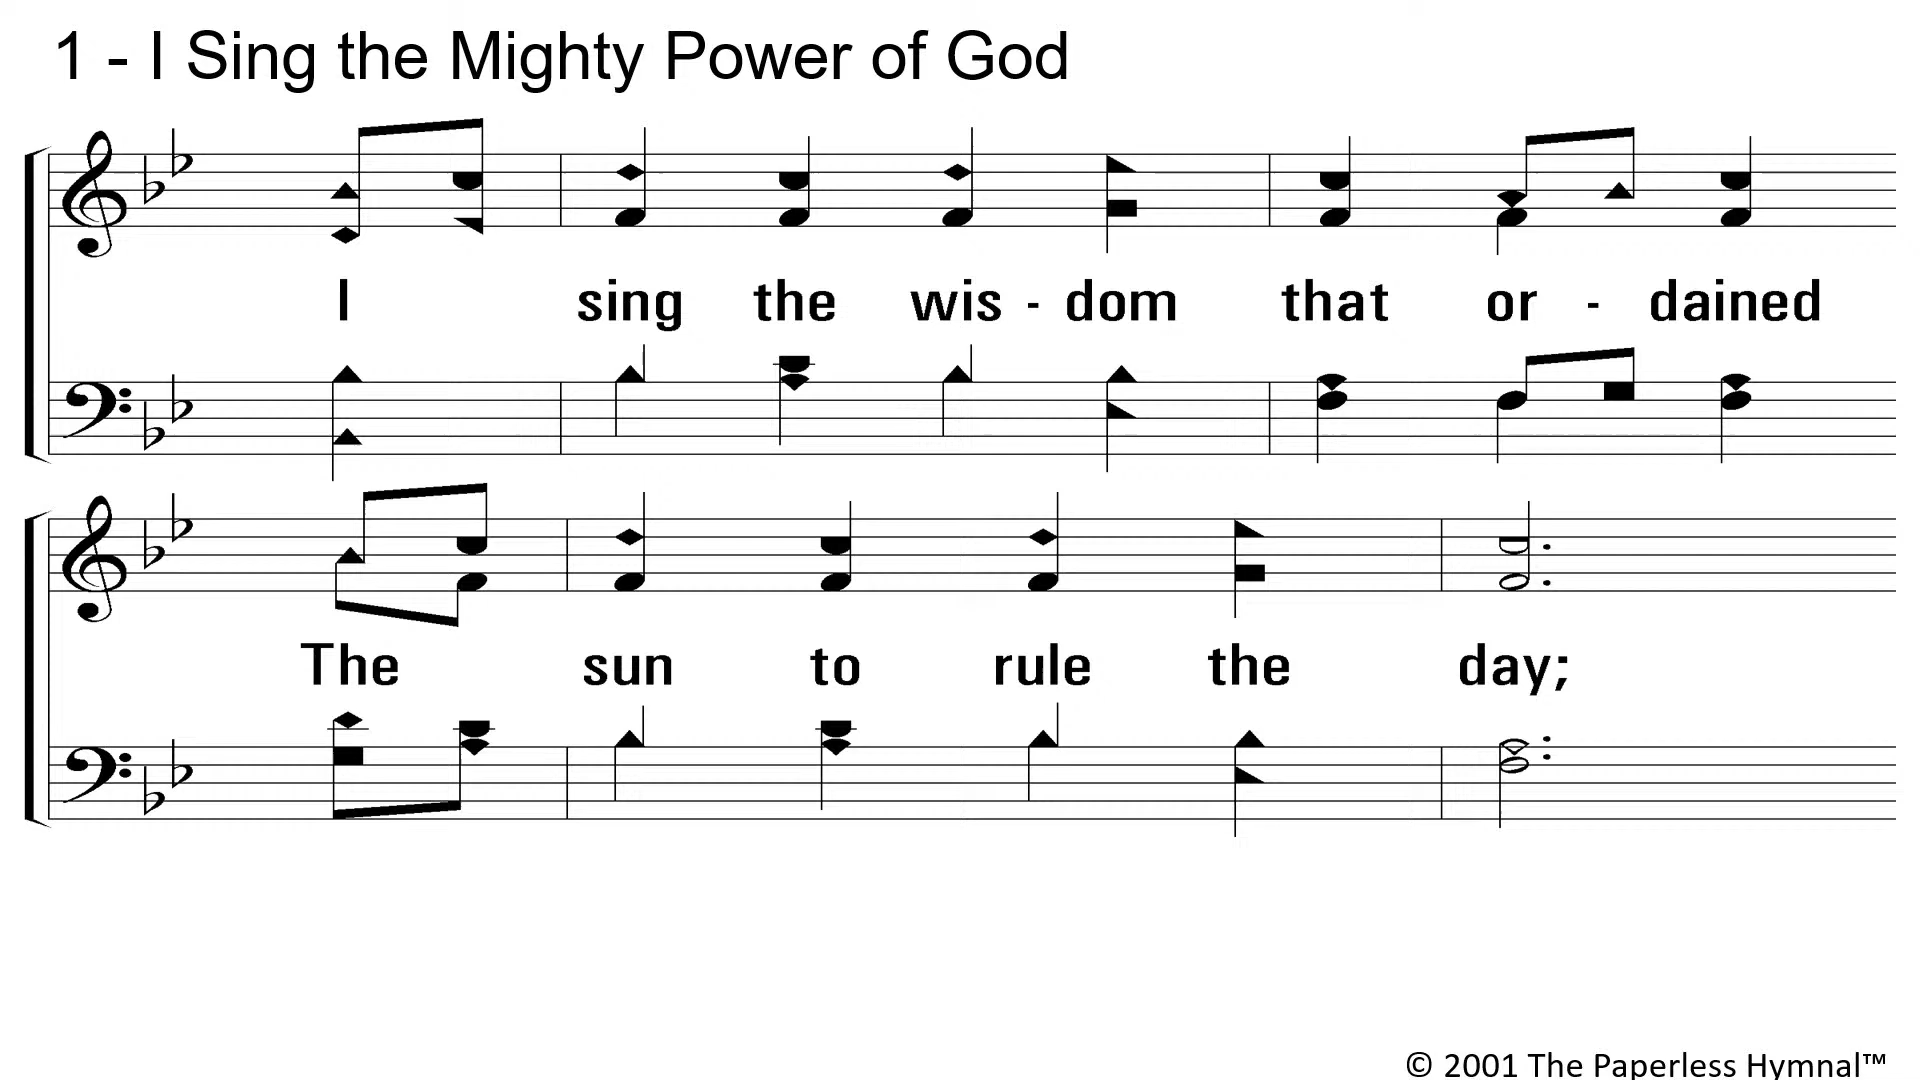 1 - I Sing the Mighty Power of God
I sing the wis - dom that or - dained
The sun to rule the day;
© 2001 The Paperless Hymnal™